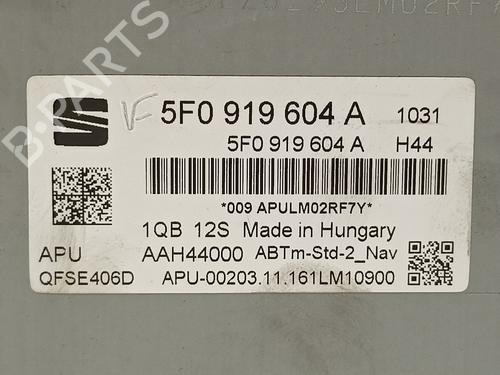 VF 5F0 919 604 A 1031
5F0 919 604 A H44
*009 APULM02RF7Y*
1QB 12S Made in Hungary
APU AAH44000 ABTm-Std-2_Nav
QFSE406D APU-00203.11.161LM10900
B-PARTS